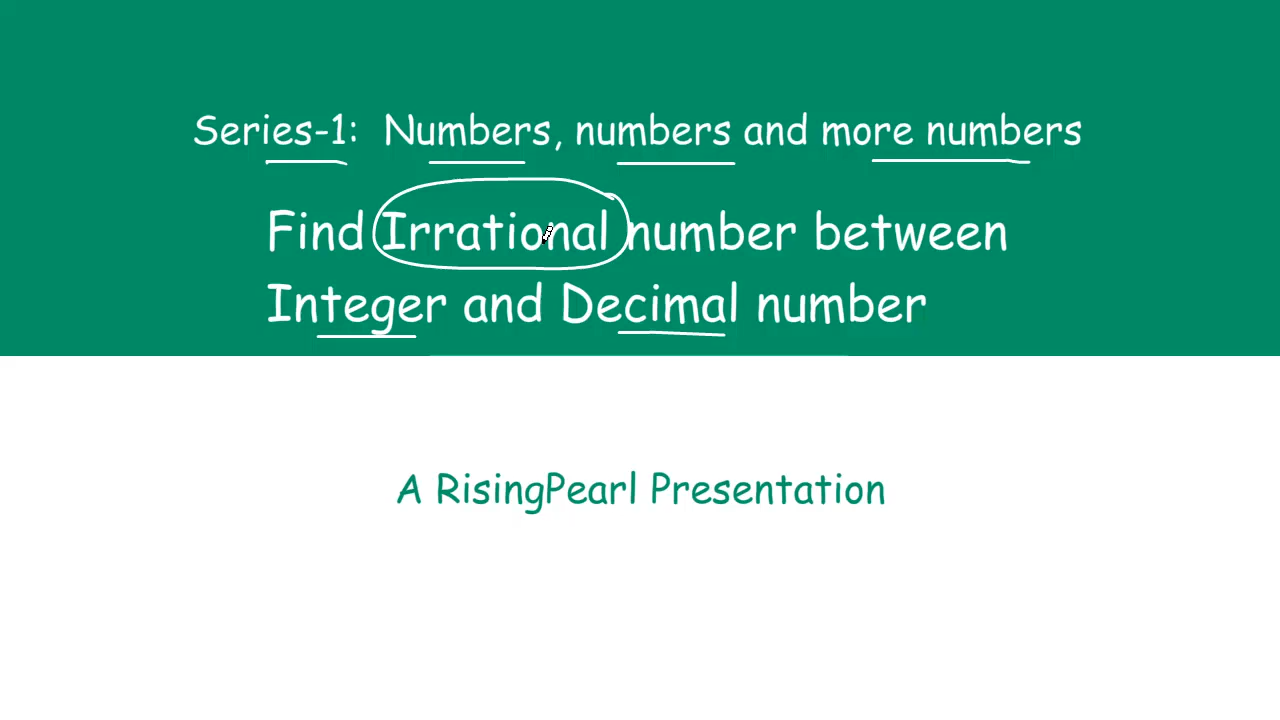 Series-1: Numbers, numbers and more numbers
Find Irrational number between
Integer and Decimal number
A RisingPearl Presentation